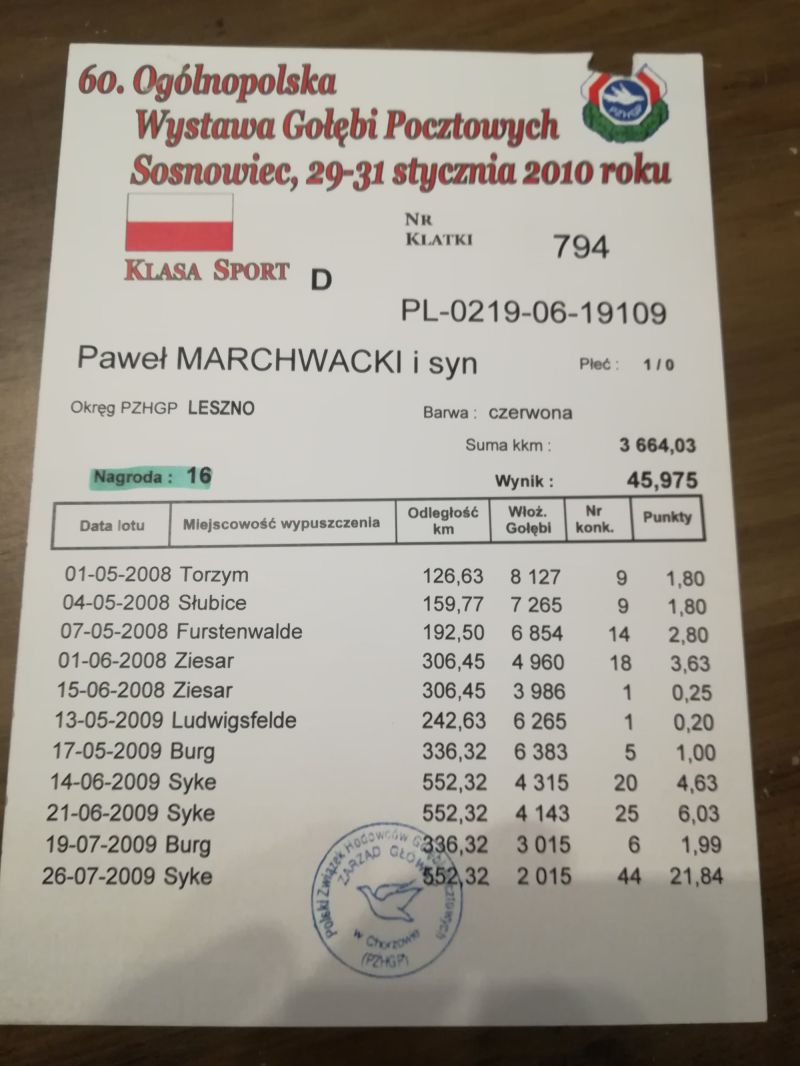 60. Ogólnopolska
Wystawa Gołębi Pocztowych
Sosnowiec, 29-31 stycznia 2010 roku
PZHGP
NR KLATKI 794
KLASA SPORT D
PL-0219-06-19109
Paweł MARCHWACKI i syn Płeć : 1/0
Okręg PZHGP LESZNO Barwa : czerwona
Suma kkm : 3 664,03
Nagroda : 16 Wynik : 45,975
Data lotu Miejscowość wypuszczenia Odległość km Włoż. Gołębi Nr konk. Punkty
01-05-2008 Torzym 126,63 8 127 9 1,80
04-05-2008 Słubice 159,77 7 265 9 1,80
07-05-2008 Furstenwalde 192,50 6 854 14 2,80
01-06-2008 Ziesar 306,45 4 960 18 3,63
15-06-2008 Ziesar 306,45 3 986 1 0,25
13-05-2009 Ludwigsfelde 242,63 6 265 1 0,20
17-05-2009 Burg 336,32 6 383 5 1,00
14-06-2009 Syke 552,32 4 315 20 4,63
21-06-2009 Syke 552,32 4 143 25 6,03
19-07-2009 Burg 336,32 3 015 6 1,99
26-07-2009 Syke 552,32 2 015 44 21,84
Polski Związek Hodowców Gołębi Pocztowych
ZARZĄD GŁÓWNY
w Chorzowie
(PZHGP)